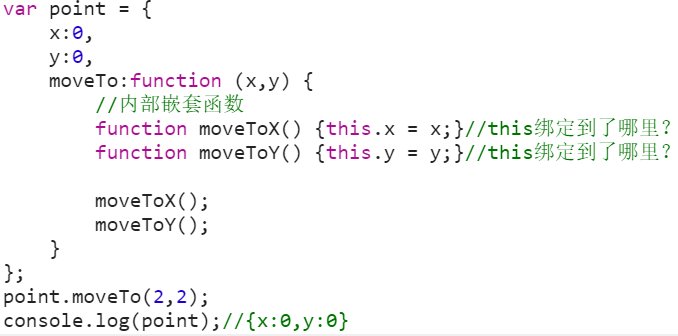 var point = {
    x:0,
    y:0,
    moveTo:function (x,y) {
        //内部嵌套函数
        function moveToX() {this.x = x;}//this绑定到了哪里?
        function moveToY() {this.y = y;}//this绑定到了哪里?

        moveToX();
        moveToY();
    }
};
point.moveTo(2,2);
console.log(point);//{x:0,y:0}